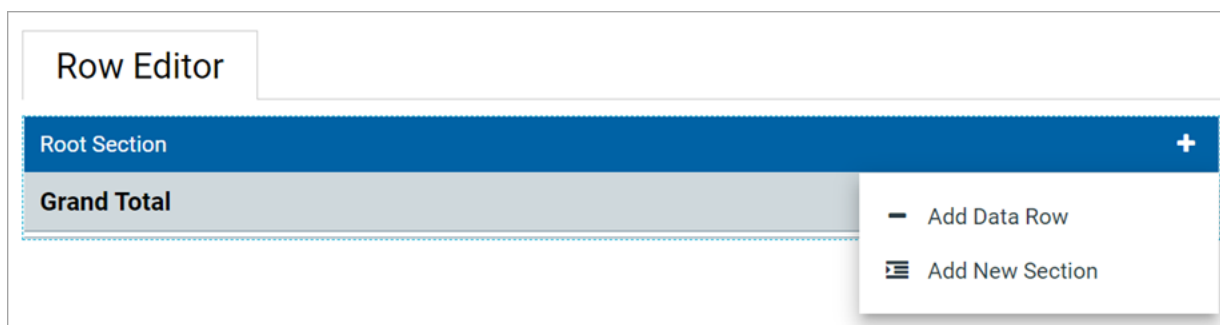 Row Editor
Root Section
Grand Total
Add Data Row
Add New Section